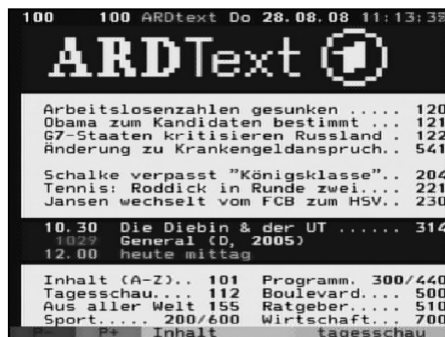 100 100 ARDtext Do 28.08.08 11:13:39
ARDText 1
Arbeitslosenzahlen gesunken ..... 120
Obama zum Kandidaten bestimmt ... 121
G7-Staaten kritisieren Russland . 122
Änderung zu Krankengeldanspruch.. 541
Schalke verpasst "Königsklasse".. 204
Tennis: Roddick in Runde zwei.... 221
Jansen wechselt vom FCB zum HSV.. 230
10.30 Die Diebin & der UT ...... 314
1029 General (D, 2005)
12.00 heute mittag
Inhalt (A-Z).. 101 Programm. 300/440
Tagesschau.... 112 Boulevard.... 500
Aus aller Welt 155 Ratgeber..... 510
Sport..... 200/600 Wirtschaft... 700
P- P+ Inhalt tagesschau